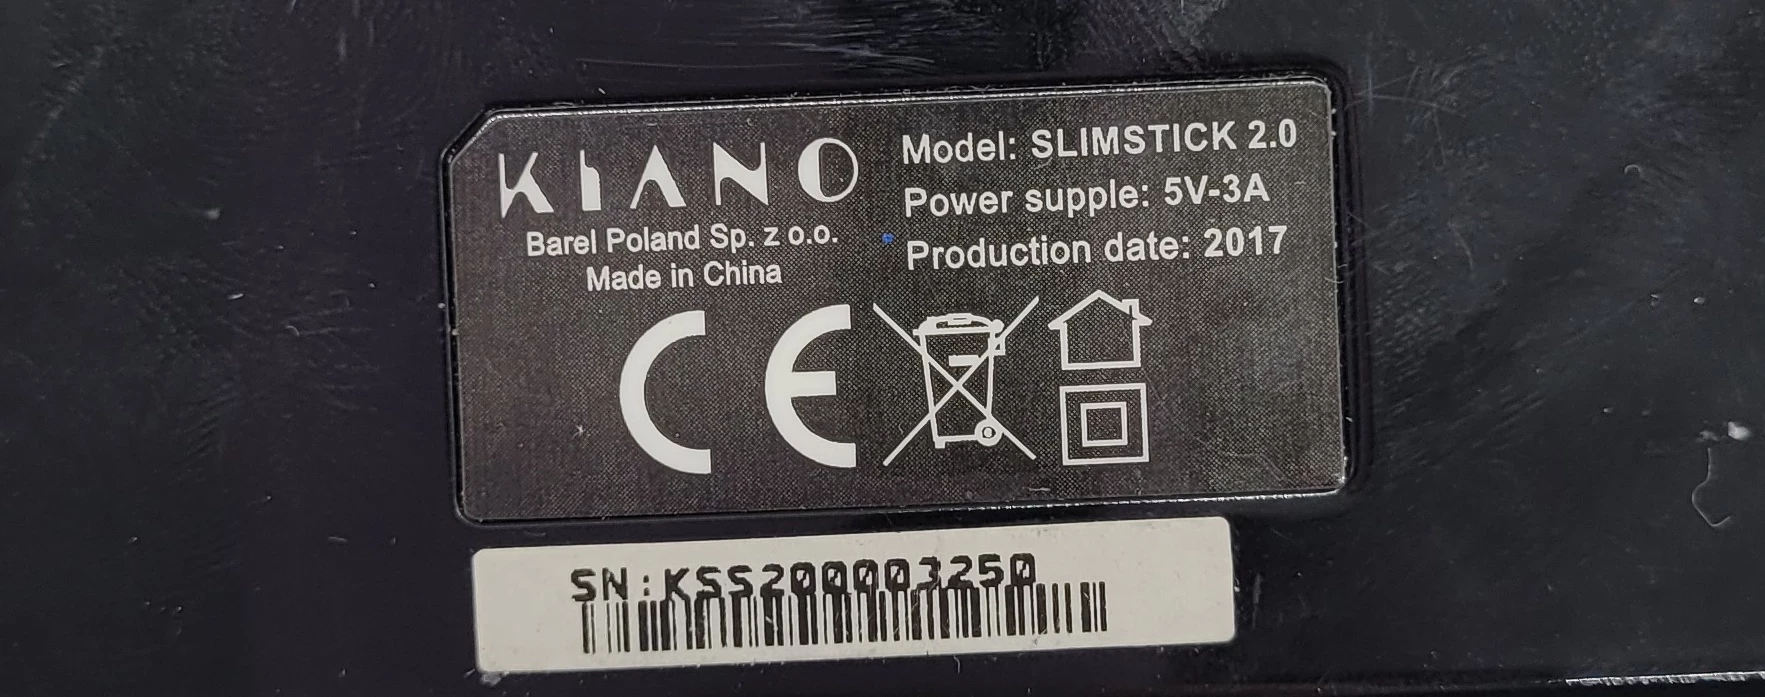 KIANO
Barel Poland Sp. z o.o.
Made in China
Model: SLIMSTICK 2.0
Power supple: 5V-3A
Production date: 2017
CE
SN:KSS200003250